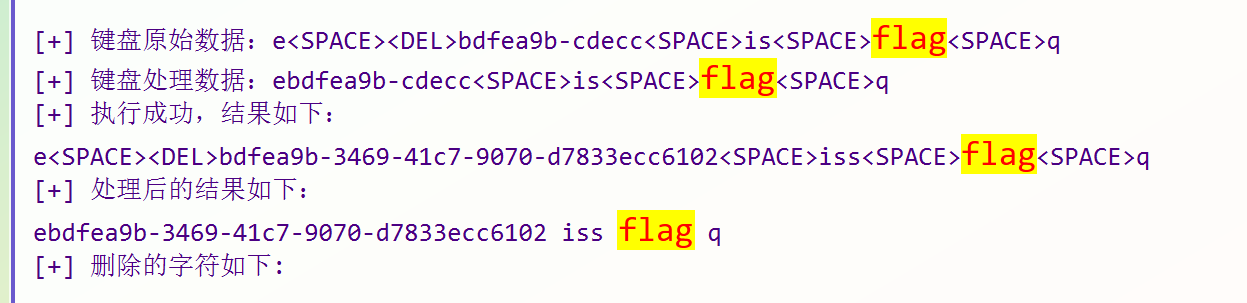 [+] 键盘原始数据：e<SPACE><DEL>bdfea9b-cdecc<SPACE>is<SPACE>flag<SPACE>q
[+] 键盘处理数据：ebdfea9b-cdecc<SPACE>is<SPACE>flag<SPACE>q
[+] 执行成功，结果如下：
e<SPACE><DEL>bdfea9b-3469-41c7-9070-d7833ecc6102<SPACE>iss<SPACE>flag<SPACE>q
[+] 处理后的结果如下：
ebdfea9b-3469-41c7-9070-d7833ecc6102 iss flag q
[+] 删除的字符如下: